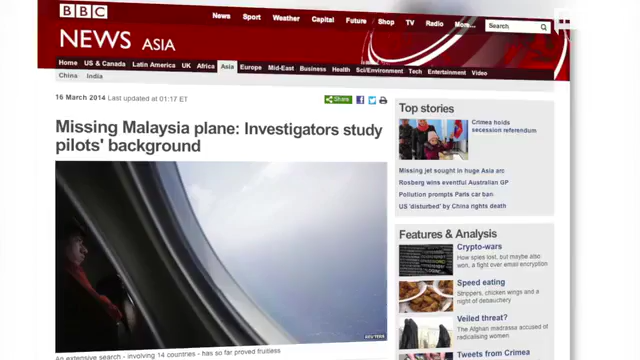 BBC
News Sport Weather Capital Future Shop TV Radio More...
Search
NEWS ASIA
Home US & Canada Latin America UK Africa Asia Europe Mid-East Business Health Sci/Environment Tech Entertainment Video
China India
16 March 2014 Last updated at 01:17 ET
Share
Missing Malaysia plane: Investigators study
pilots' background
REUTERS
An extensive search - involving 14 countries - has so far proved fruitless
Top stories
Crimea holds
secession referendum
Missing jet sought in huge Asia arc
Rosberg wins eventful Australian GP
Pollution prompts Paris car ban
US 'disturbed' by China rights death
Features & Analysis
Crypto-wars
How spies lost, but maybe also
won, a fight over email encryption
Speed eating
Strippers, chicken wings and a
night of debauchery
Veiled threat?
The Afghan madrassa accused of
radicalising women
Tweets from Crimea